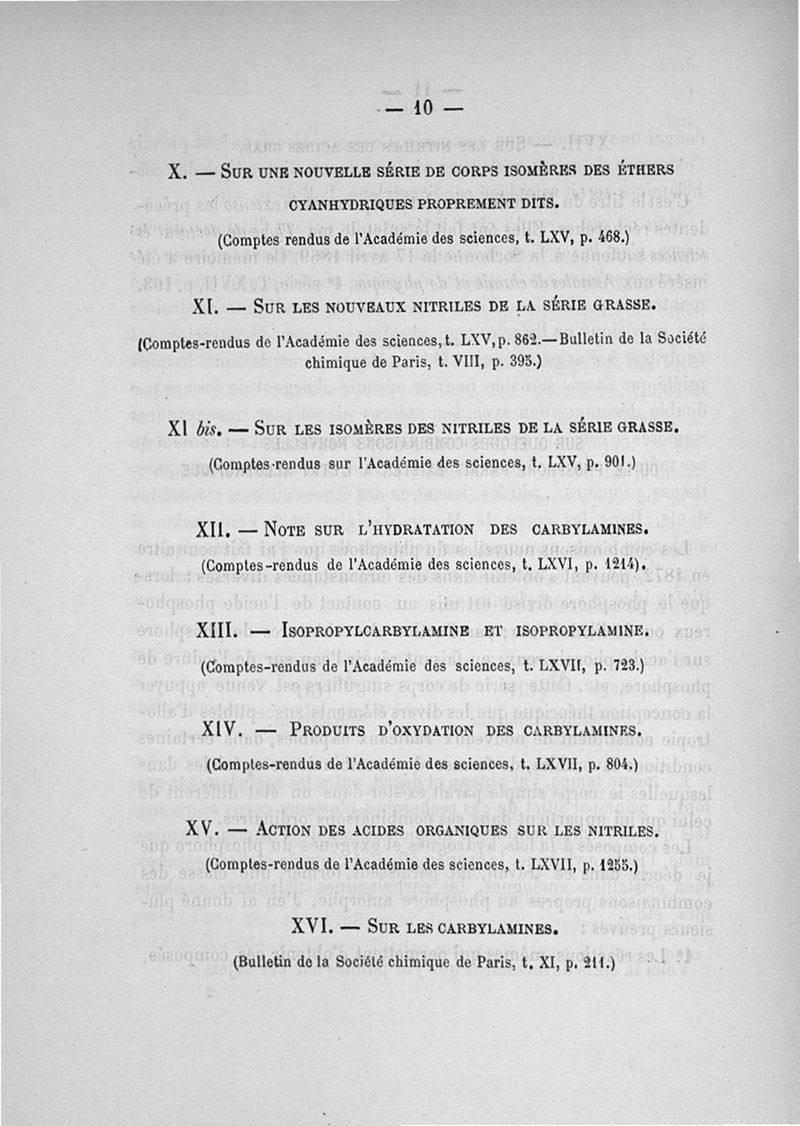 — 10 —
X. — SUR UNE NOUVELLE SÉRIE DE CORPS ISOMÈRES DES ÉTHERS
CYANHYDRIQUES PROPREMENT DITS.
(Comptes rendus de l'Académie des sciences, t. LXV, p. 468.)
XI. — SUR LES NOUVEAUX NITRILES DE LA SÉRIE GRASSE.
(Comptes-rendus de l'Académie des sciences, t. LXV, p. 862.—Bulletin de la Société
chimique de Paris, t. VIII, p. 395.)
XI bis. — SUR LES ISOMÈRES DES NITRILES DE LA SÉRIE GRASSE.
(Comptes-rendus sur l'Académie des sciences, t. LXV, p. 901.)
XII. — NOTE SUR L'HYDRATATION DES CARBYLAMINES.
(Comptes-rendus de l'Académie des sciences, t. LXVI, p. 1214).
XIII. — ISOPROPYLCARBYLAMINE ET ISOPROPYLAMINE.
(Comptes-rendus de l'Académie des sciences, t. LXVII, p. 723.)
XIV. — PRODUITS D'OXYDATION DES CARBYLAMINES.
(Comptes-rendus de l'Académie des sciences, t. LXVII, p. 804.)
XV. — ACTION DES ACIDES ORGANIQUES SUR LES NITRILES.
(Comptes-rendus de l'Académie des sciences, t. LXVII, p. 1255.)
XVI. — SUR LES CARBYLAMINES.
(Bulletin de la Société chimique de Paris, t. XI, p. 211.)